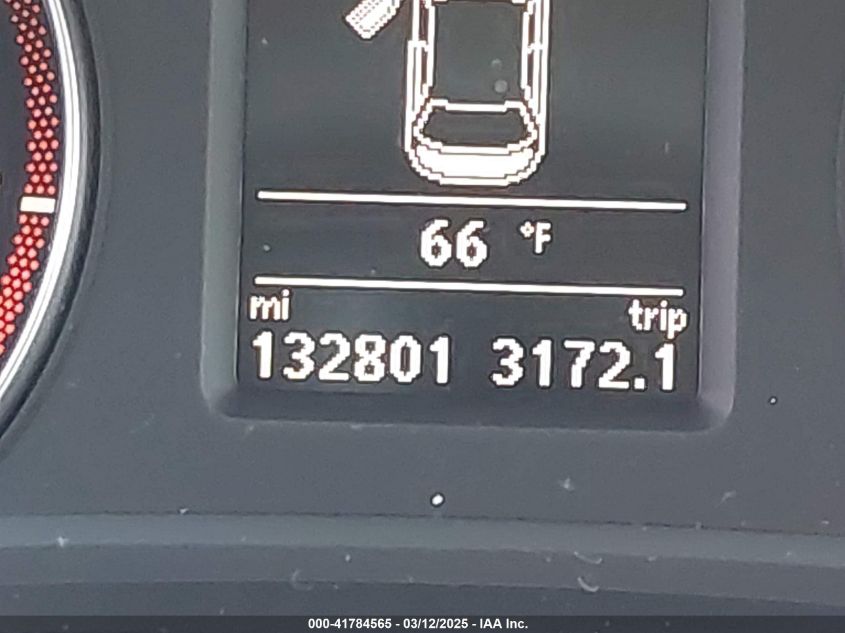 66 °F
mi trip
132801 3172.1
000-41784565 - 03/12/2025 - IAA Inc.